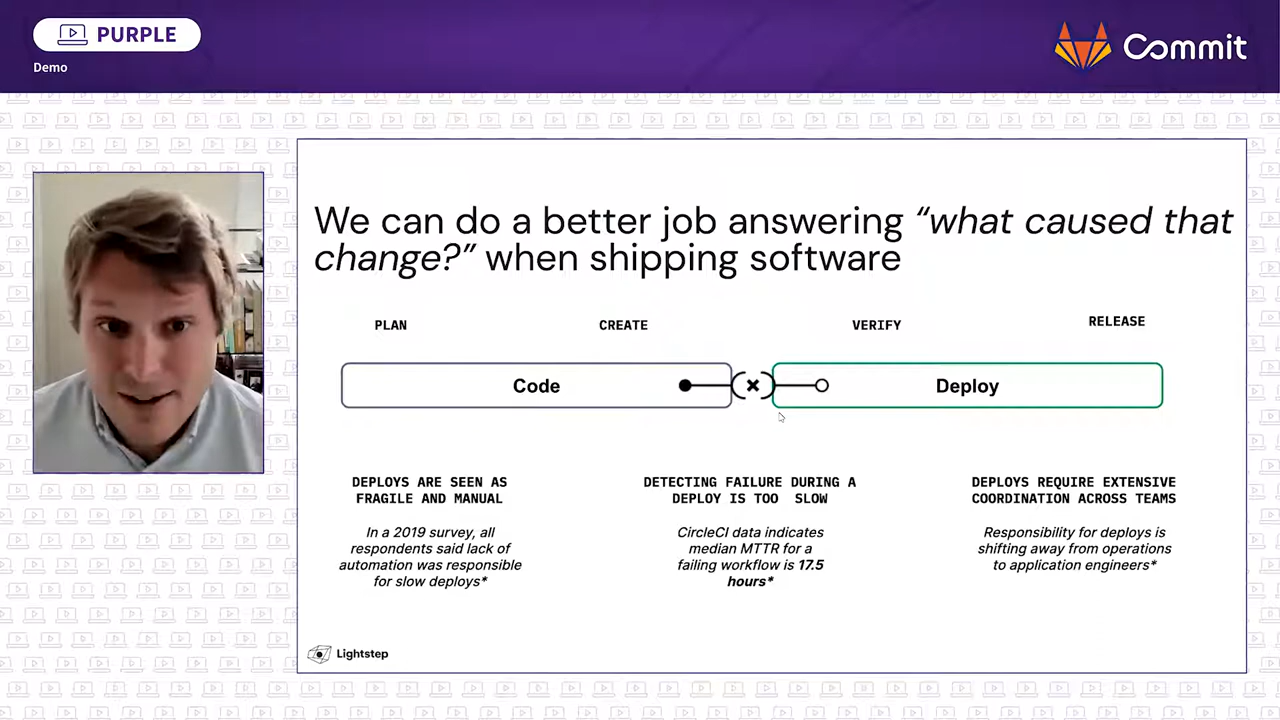 PURPLE
Demo
Commit
We can do a better job answering “what caused that
change?” when shipping software
PLAN
CREATE
VERIFY
RELEASE
Code
Deploy
DEPLOYS ARE SEEN AS
FRAGILE AND MANUAL
In a 2019 survey, all
respondents said lack of
automation was responsible
for slow deploys*
DETECTING FAILURE DURING A
DEPLOY IS TOO SLOW
CircleCI data indicates
median MTTR for a
failing workflow is 17.5
hours*
DEPLOYS REQUIRE EXTENSIVE
COORDINATION ACROSS TEAMS
Responsibility for deploys is
shifting away from operations
to application engineers*
Lightstep